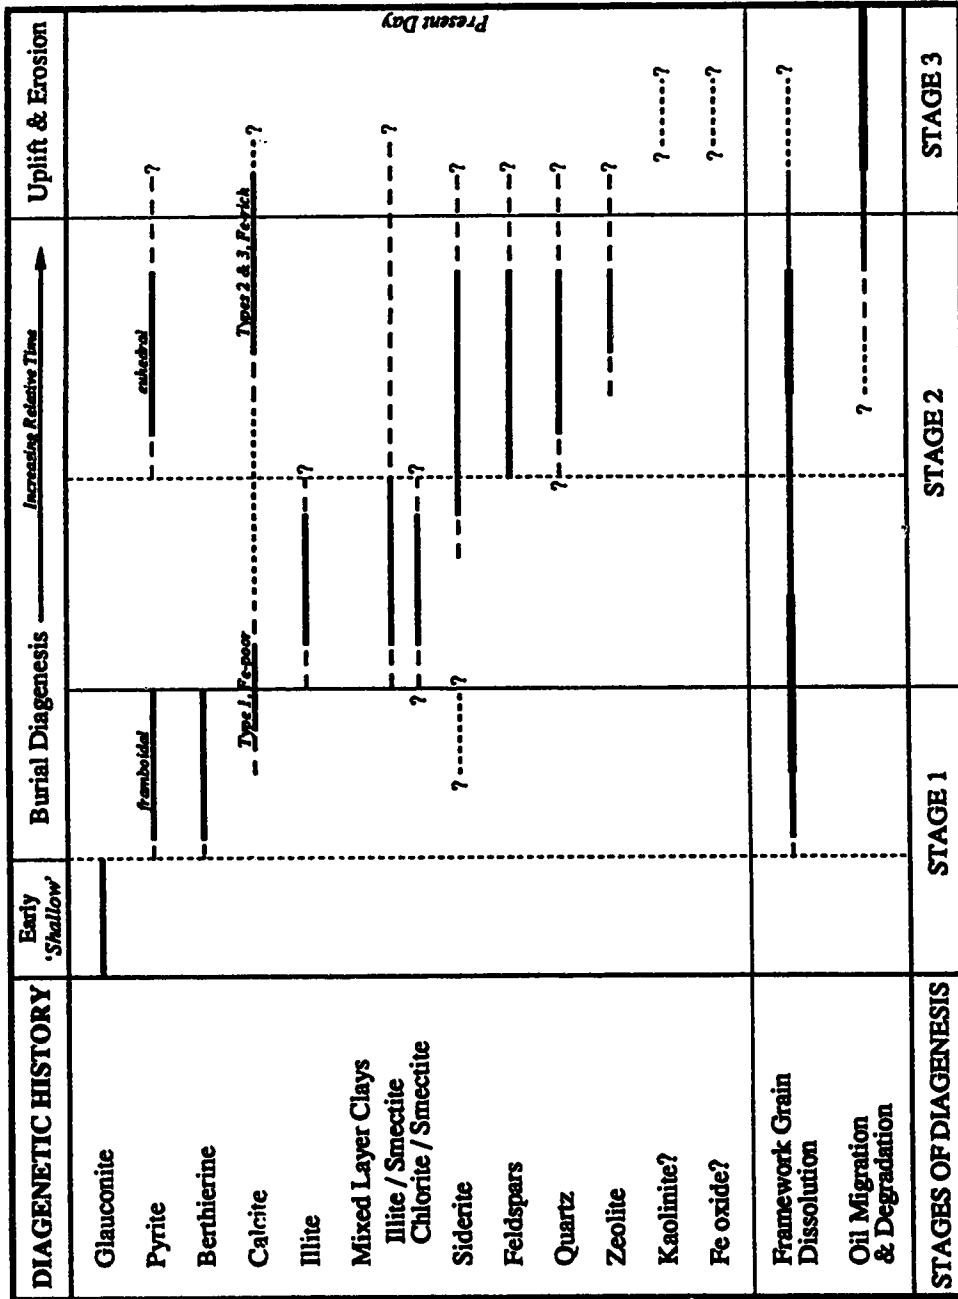 DIAGENETIC HISTORY
Early
'Shallow'
Burial Diagenesis
Increasing Relative Time
Uplift & Erosion
Glauconite
Pyrite
framboidal
euhedral
?
Berthierine
Calcite
Type 1, Fe-poor
Types 2 & 3, Fe-rich
?
Illite
?
Mixed Layer Clays
Illite / Smectite
?
Chlorite / Smectite
? ?
Siderite
? ? ?
Feldspars
?
Quartz
? ?
Zeolite
?
Kaolinite?
? ?
Fe oxide?
? ?
Present Day
Framework Grain
Dissolution
?
Oil Migration
& Degradation
?
STAGES OF DIAGENESIS
STAGE 1
STAGE 2
STAGE 3